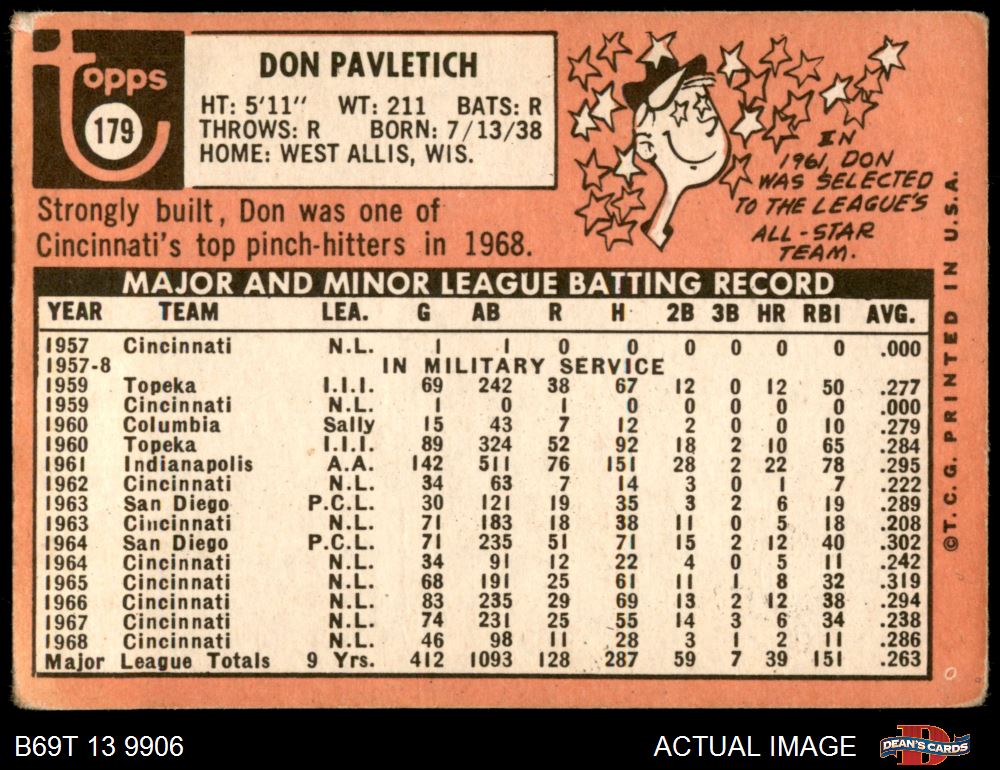 topps
179
DON PAVLETICH
HT: 5'11" WT: 211 BATS: R
THROWS: R BORN: 7/13/38
HOME: WEST ALLIS, WIS.
IN
1961, DON
WAS SELECTED
TO THE LEAGUE'S
ALL-STAR
TEAM.
Strongly built, Don was one of
Cincinnati's top pinch-hitters in 1968.
MAJOR AND MINOR LEAGUE BATTING RECORD
YEAR TEAM LEA. G AB R H 2B 3B HR RBI AVG.
1957 Cincinnati N.L. 1 1 0 0 0 0 0 0 .000
1957-8 IN MILITARY SERVICE
1959 Topeka I.I.I. 69 242 38 67 12 0 12 50 .277
1959 Cincinnati N.L. 1 0 1 0 0 0 0 0 .000
1960 Columbia Sally 15 43 7 12 2 0 0 10 .279
1960 Topeka I.I.I. 89 324 52 92 18 2 10 65 .284
1961 Indianapolis A.A. 142 511 76 151 28 2 22 78 .295
1962 Cincinnati N.L. 34 63 7 14 3 0 1 7 .222
1963 San Diego P.C.L. 30 121 19 35 3 2 6 19 .289
1963 Cincinnati N.L. 71 183 18 38 11 0 5 18 .208
1964 San Diego P.C.L. 71 235 51 71 15 2 12 40 .302
1964 Cincinnati N.L. 34 91 12 22 4 0 5 11 .242
1965 Cincinnati N.L. 68 191 25 61 11 1 8 32 .319
1966 Cincinnati N.L. 83 235 29 69 13 2 12 38 .294
1967 Cincinnati N.L. 74 231 25 55 14 3 6 34 .238
1968 Cincinnati N.L. 46 98 11 28 3 1 2 11 .286
Major League Totals 9 Yrs. 412 1093 128 287 59 7 39 151 .263
©T.C.G. PRINTED IN U.S.A.
B69T 13 9906
ACTUAL IMAGE
D
DEAN'S CARDS